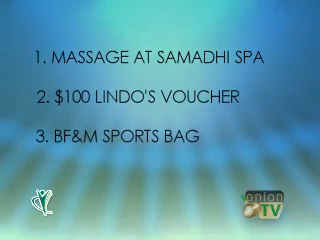 1. MASSAGE AT SAMADHI SPA
2. $100 LINDO'S VOUCHER
3. BF&M SPORTS BAG
onion
TV